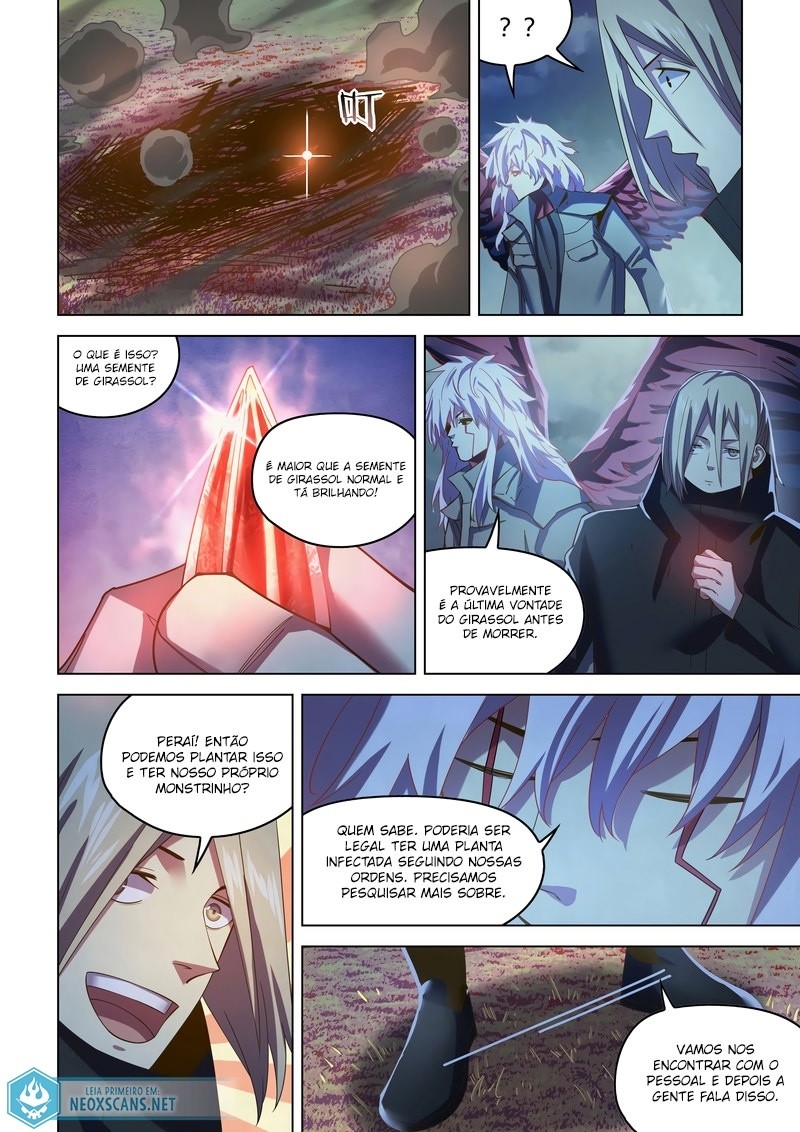 叮
? ?
O QUE É ISSO?
UMA SEMENTE
DE GIRASSOL?
É MAIOR QUE A SEMENTE
DE GIRASSOL NORMAL E
TÁ BRILHANDO!
PROVAVELMENTE
É A ÚLTIMA VONTADE
DO GIRASSOL ANTES
DE MORRER.
PERAÍ! ENTÃO
PODEMOS PLANTAR ISSO
E TER NOSSO PRÓPRIO
MONSTRINHO?
QUEM SABE. PODERIA SER
LEGAL TER UMA PLANTA
INFECTADA SEGUINDO NOSSAS
ORDENS. PRECISAMOS
PESQUISAR MAIS SOBRE.
VAMOS NOS
ENCONTRAR COM O
PESSOAL E DEPOIS A
GENTE FALA DISSO.
LEIA PRIMEIRO EM:
NEOXSCANS.NET